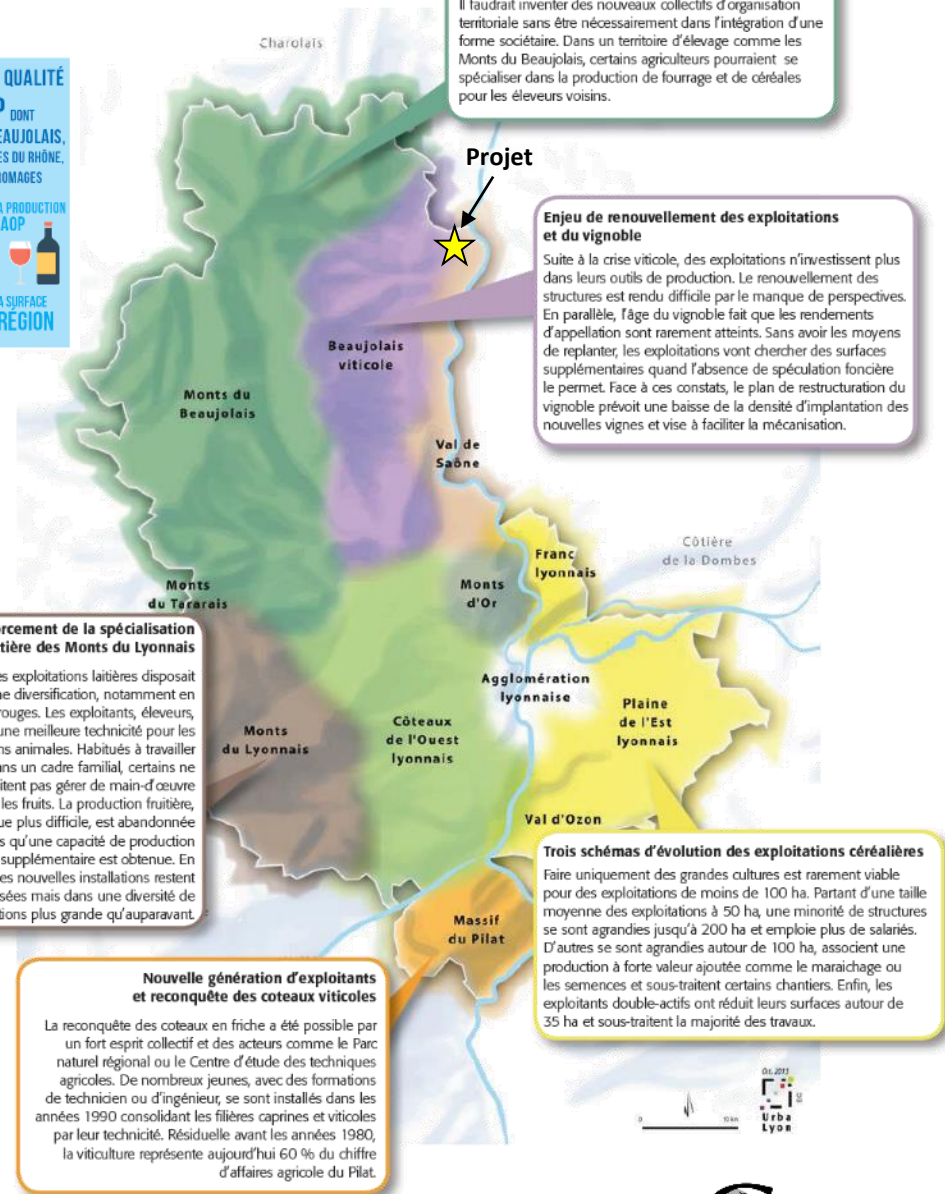 Il faudrait inventer des nouveaux collectifs d'organisation
territoriale sans être nécessairement dans l'intégration d'une
forme sociétaire. Dans un territoire d'élevage comme les
Monts du Beaujolais, certains agriculteurs pourraient se
spécialiser dans la production de fourrage et de céréales
pour les éleveurs voisins.
Charolais
QUALITÉ
DONT
BEAUJOLAIS,
DU RHÔNE,
PRODUCTION
AOP
SURFACE
RÉGION
Projet
Enjeu de renouvellement des exploitations
et du vignoble
Suite à la crise viticole, des exploitations n'investissent plus
dans leurs outils de production. Le renouvellement des
structures est rendu difficile par le manque de perspectives.
En parallèle, l'âge du vignoble fait que les rendements
d'appellation sont rarement atteints. Sans avoir les moyens
de replanter, les exploitations vont chercher des surfaces
supplémentaires quand l'absence de spéculation foncière
le permet. Face à ces constats, le plan de restructuration du
vignoble prévoit une baisse de la densité d'implantation des
nouvelles vignes et vise à faciliter la mécanisation.
Beaujolais
viticole
Monts du
Beaujolais
Val de
Saône
Côtière
de la Dombes
Franc
lyonnais
Monts
d'Or
Monts
du Tararais
Agglomération
lyonnaise
Plaine
de l'Est
lyonnais
Monts
du Lyonnais
Côteaux
de l'Ouest
lyonnais
Val d'Ozon
Massif
du Pilat
rcement de la spécialisation
tière des Monts du Lyonnais
es exploitations laitières disposait
ne diversification, notamment en
rouges. Les exploitants, éleveurs,
une meilleure technicité pour les
ns animales. Habitués à travailler
ans un cadre familial, certains ne
itent pas gérer de main-d'œuvre
les fruits. La production fruitière,
ue plus difficile, est abandonnée
s qu'une capacité de production
supplémentaire est obtenue. En
es nouvelles installations restent
sées mais dans une diversité de
tions plus grande qu'auparavant.
Trois schémas d'évolution des exploitations céréalières
Faire uniquement des grandes cultures est rarement viable
pour des exploitations de moins de 100 ha. Partant d'une taille
moyenne des exploitations à 50 ha, une minorité de structures
se sont agrandies jusqu'à 200 ha et emploie plus de salariés.
D'autres se sont agrandies autour de 100 ha, associent une
production à forte valeur ajoutée comme le maraichage ou
les semences et sous-traitent certains chantiers. Enfin, les
exploitants double-actifs ont réduit leurs surfaces autour de
35 ha et sous-traitent la majorité des travaux.
Nouvelle génération d'exploitants
et reconquête des coteaux viticoles
La reconquête des coteaux en friche a été possible par
un fort esprit collectif et des acteurs comme le Parc
naturel régional ou le Centre d'étude des techniques
agricoles. De nombreux jeunes, avec des formations
de technicien ou d'ingénieur, se sont installés dans les
années 1990 consolidant les filières caprines et viticoles
par leur technicité. Résiduelle avant les années 1980,
la viticulture représente aujourd'hui 60 % du chiffre
d'affaires agricole du Pilat.
Oct. 2013
0 10 km
Urba
Lyon